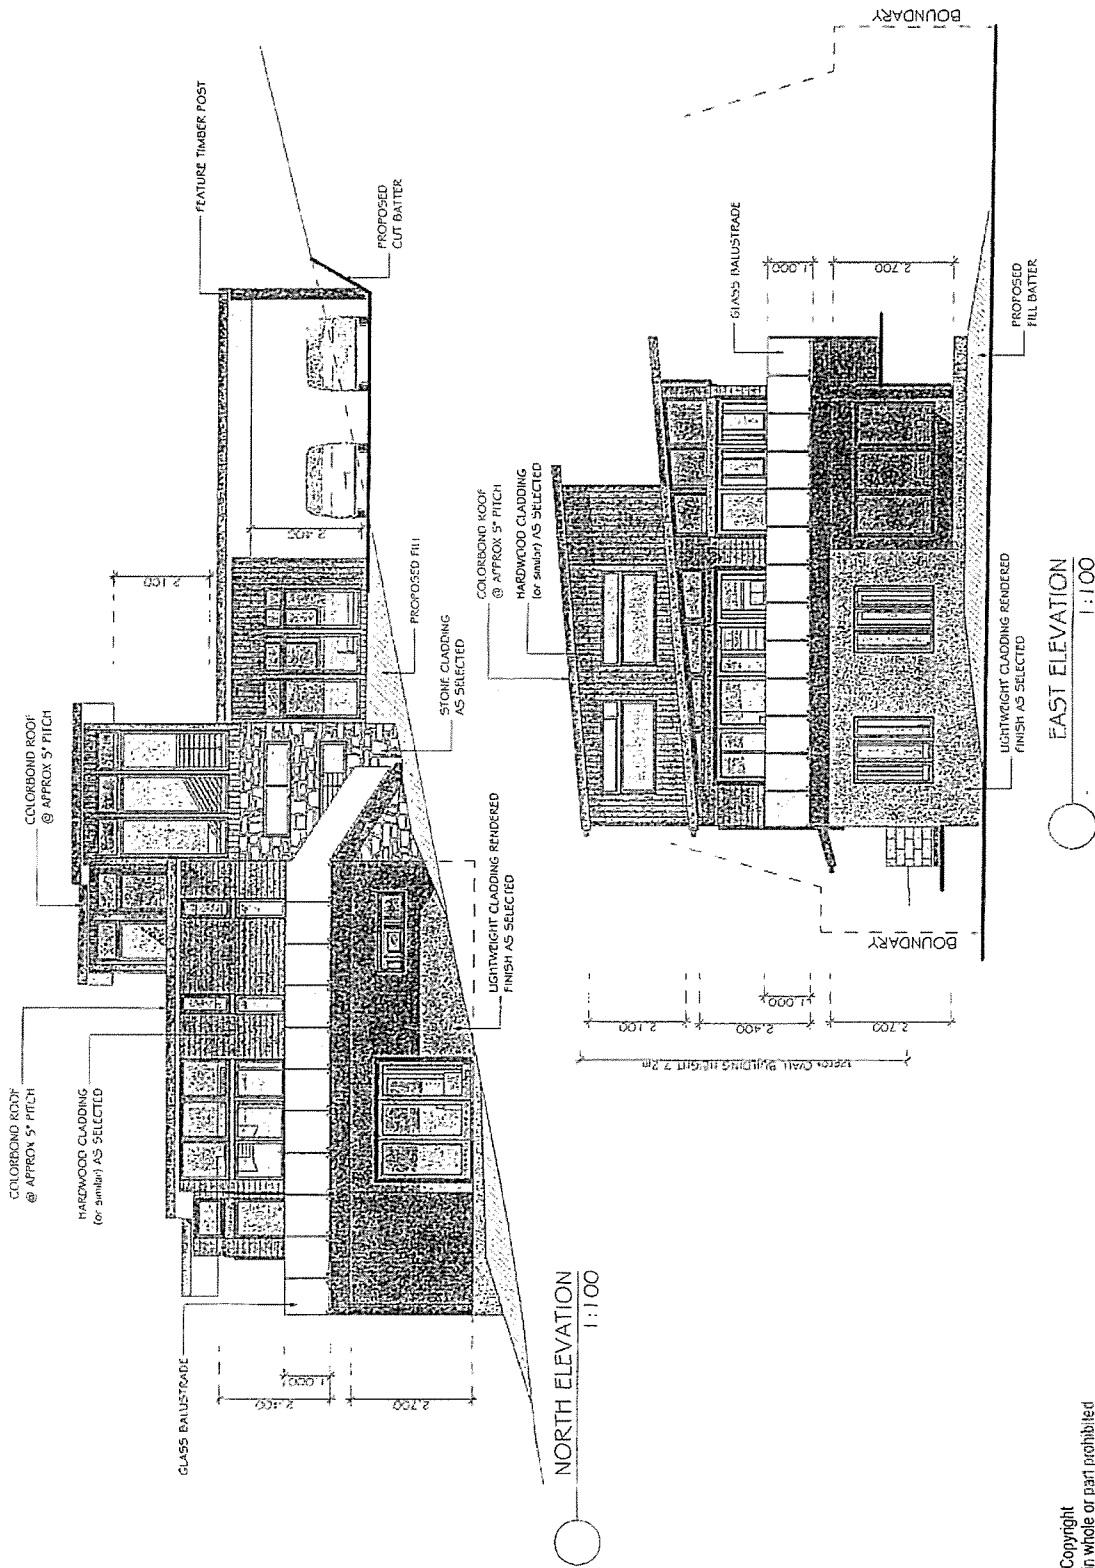 COLORBOND ROOF
@ APPROX 5° PITCH
HARDWOOD CLADDING
(or similar) AS SELECTED
COLORBOND ROOF
@ APPROX 5° PITCH
FEATURE TIMBER POST
2.100
2.400
PROPOSED
CUT BATTER
PROPOSED FILL
STONE CLADDING
AS SELECTED
LIGHTWEIGHT CLADDING RENDERED
FINISH AS SELECTED
GLASS BALUSTRADE
2.400
1.000
2.700
NORTH ELEVATION
1:100
COLORBOND ROOF
@ APPROX 5° PITCH
HARDWOOD CLADDING
(or similar) AS SELECTED
GLASS BALUSTRADE
1.000
2.700
BOUNDARY
PROPOSED
FILL BATTER
LIGHTWEIGHT CLADDING RENDERED
FINISH AS SELECTED
BOUNDARY
2.100
2.400
1.000
2.700
BUILDING HEIGHT 7.2m
EAST ELEVATION
1:100
Copyright
in whole or part prohibited